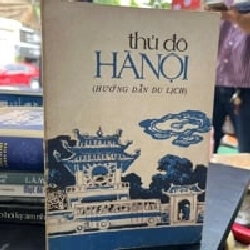 thủ đô
HÀNỘI
(HƯỚNG DẪN DU LỊCH)